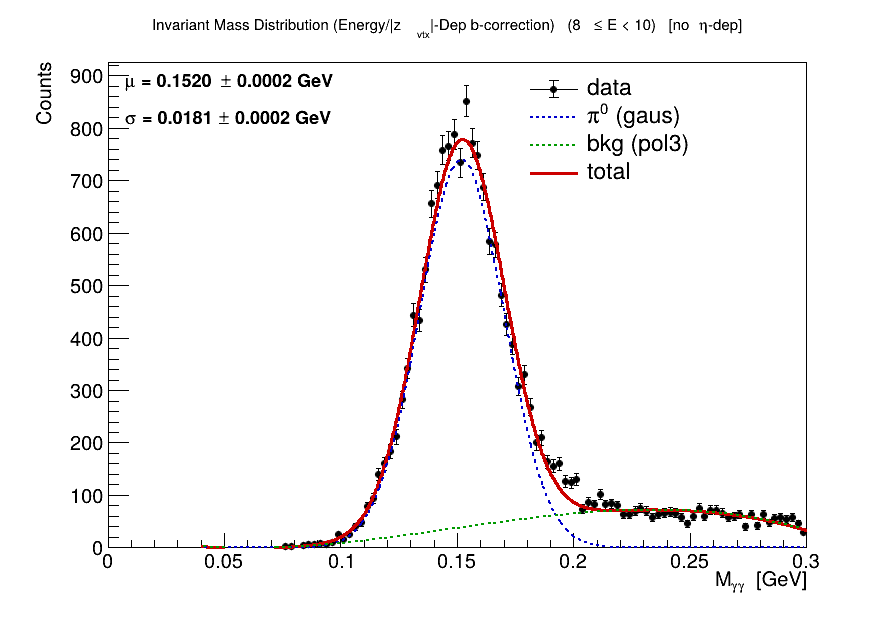 Invariant Mass Distribution (Energy/|z vtx|-Dep b-correction) (8 ≤ E < 10) [no η-dep]
Counts
μ = 0.1520 ± 0.0002 GeV
σ = 0.0181 ± 0.0002 GeV
data
π⁰ (gaus)
bkg (pol3)
total
900
800
700
600
500
400
300
200
100
0
0 0.05 0.1 0.15 0.2 0.25 0.3
Mγγ [GeV]